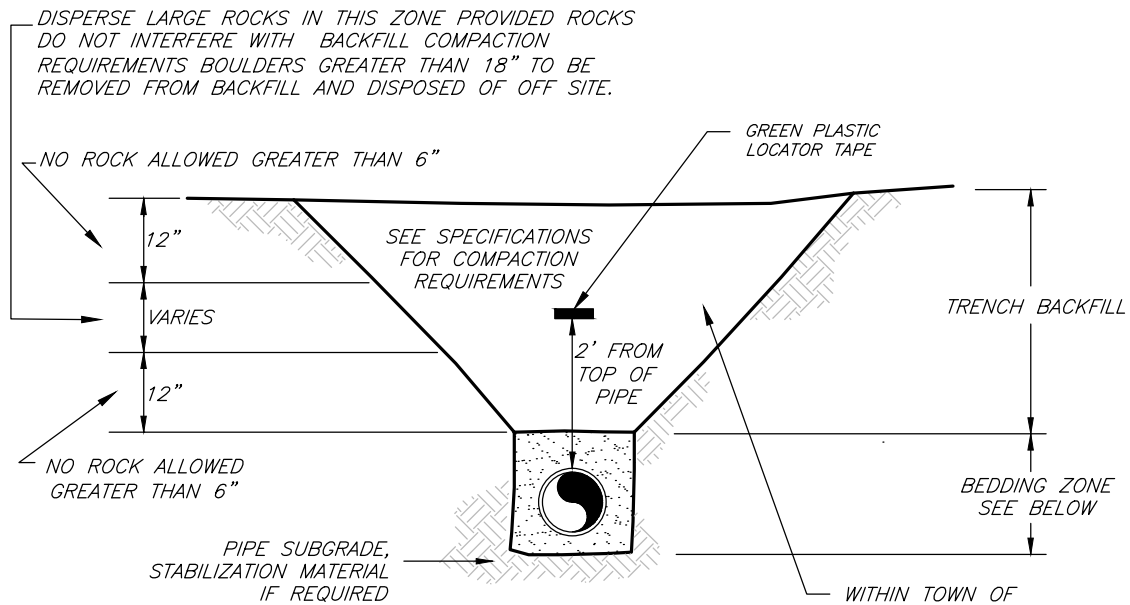 DISPERSE LARGE ROCKS IN THIS ZONE PROVIDED ROCKS
DO NOT INTERFERE WITH BACKFILL COMPACTION
REQUIREMENTS BOULDERS GREATER THAN 18" TO BE
REMOVED FROM BACKFILL AND DISPOSED OF OFF SITE.
GREEN PLASTIC
LOCATOR TAPE
NO ROCK ALLOWED GREATER THAN 6"
12"
SEE SPECIFICATIONS
FOR COMPACTION
REQUIREMENTS
VARIES
TRENCH BACKFILL
2' FROM
TOP OF
PIPE
12"
NO ROCK ALLOWED
GREATER THAN 6"
BEDDING ZONE
SEE BELOW
PIPE SUBGRADE,
STABILIZATION MATERIAL
IF REQUIRED
WITHIN TOWN OF